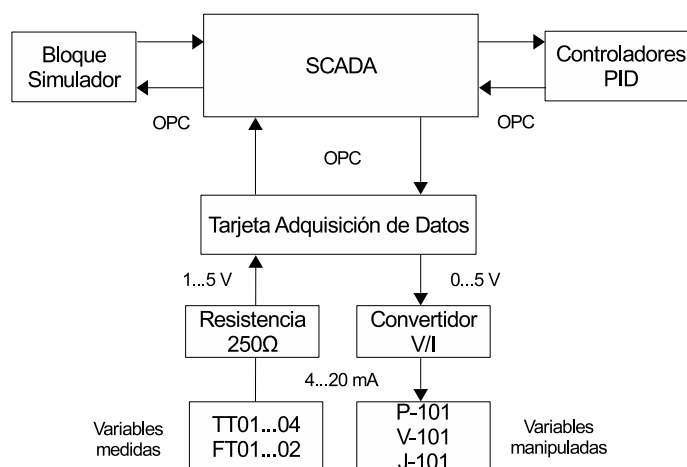 Bloque
Simulador
SCADA
Controladores
PID
OPC
OPC
OPC
Tarjeta Adquisición de Datos
1...5 V
0...5 V
Resistencia
250Ω
Convertidor
V/I
4...20 mA
Variables
medidas
TT01...04
FT01...02
P-101
V-101
J-101
Variables
manipuladas